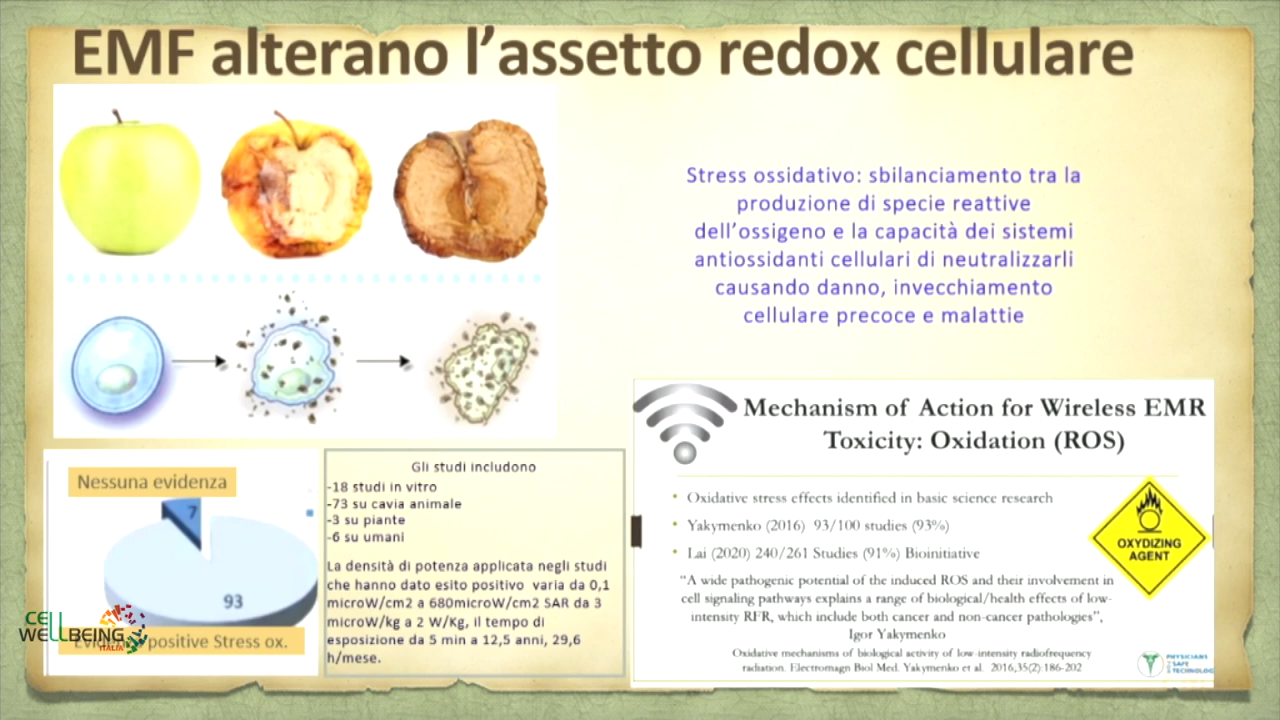 EMF alterano l’assetto redox cellulare
Stress ossidativo: sbilanciamento tra la
produzione di specie reattive
dell’ossigeno e la capacità dei sistemi
antiossidanti cellulari di neutralizzarli
causando danno, invecchiamento
cellulare precoce e malattie
Nessuna evidenza
7
93
positive Stress ox.
CELL
WELLBEING
ITALIA
Gli studi includono
-18 studi in vitro
-73 su cavia animale
-3 su piante
-6 su umani
La densità di potenza applicata negli studi
che hanno dato esito positivo varia da 0,1
microW/cm2 a 680microW/cm2 SAR da 3
microW/kg a 2 W/Kg, il tempo di
esposizione da 5 min a 12,5 anni, 29,6
h/mese.
Mechanism of Action for Wireless EMR
Toxicity: Oxidation (ROS)
• Oxidative stress effects identified in basic science research
• Yakymenko (2016) 93/100 studies (93%)
• Lai (2020) 240/261 Studies (91%) Bioinitiative
OXYDIZING
AGENT
“A wide pathogenic potential of the induced ROS and their involvement in
cell signaling pathways explains a range of biological/health effects of low-
intensity RFR, which include both cancer and non-cancer pathologies”,
Igor Yakymenko
Oxidative mechanisms of biological activity of low-intensity radiofrequency
radiation. Electromagn Biol Med. Yakymenko et al. 2016;35(2):186-202
PHYSICIANS
SAFE
TECHNOLOG